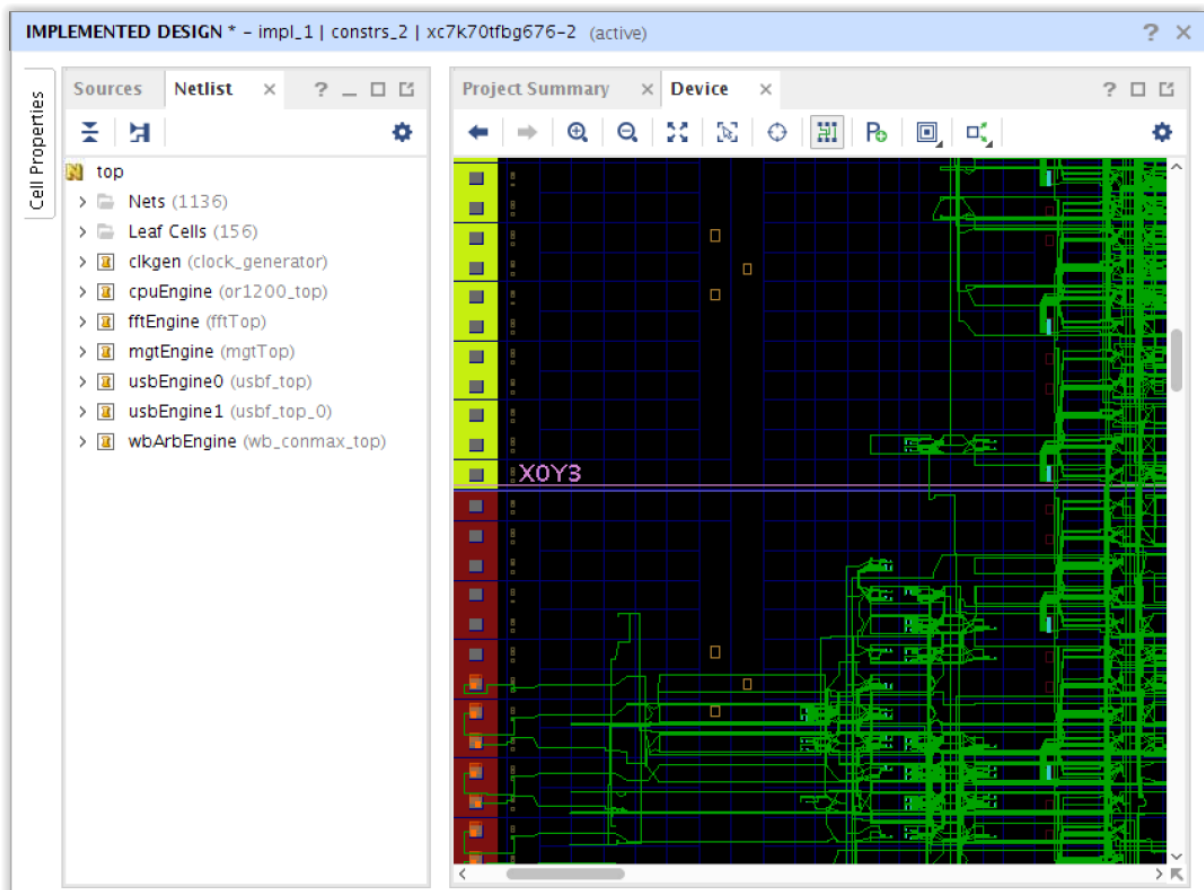 IMPLEMENTED DESIGN * - impl_1 | constrs_2 | xc7k70tfbg676-2 (active)
Cell Properties
Sources Netlist
top
Nets (1136)
Leaf Cells (156)
clkgen (clock_generator)
cpuEngine (or1200_top)
fftEngine (fftTop)
mgtEngine (mgtTop)
usbEngine0 (usbf_top)
usbEngine1 (usbf_top_0)
wbArbEngine (wb_conmax_top)
Project Summary Device
X0Y3